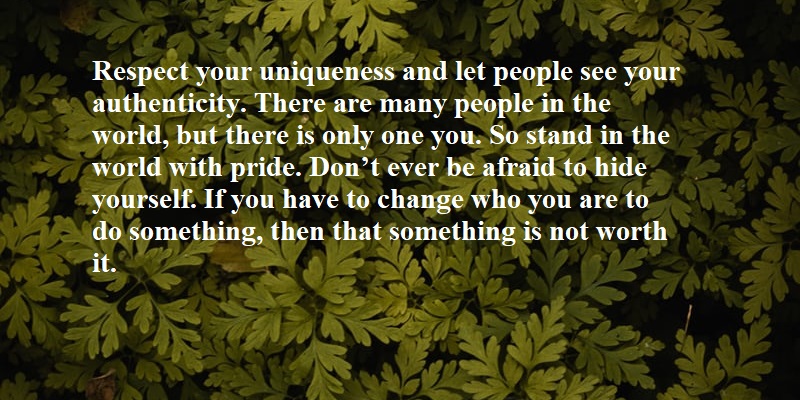 Respect your uniqueness and let people see your
authenticity. There are many people in the
world, but there is only one you. So stand in the
world with pride. Don’t ever be afraid to hide
yourself. If you have to change who you are to
do something, then that something is not worth
it.